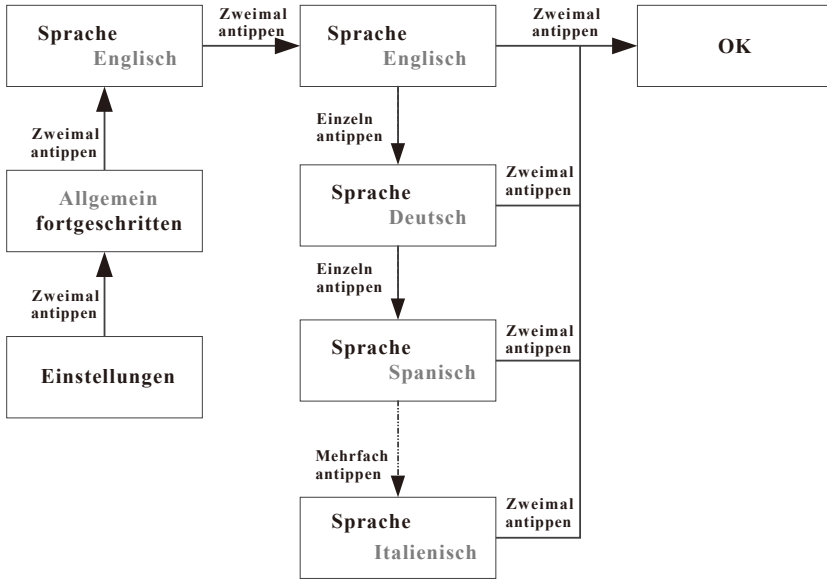 Sprache
Englisch
Zweimal
antippen
Sprache
Englisch
Zweimal
antippen
OK
Zweimal
antippen
Einzeln
antippen
Allgemein
fortgeschritten
Sprache
Deutsch
Zweimal
antippen
Zweimal
antippen
Einzeln
antippen
Einstellungen
Sprache
Spanisch
Zweimal
antippen
Mehrfach
antippen
Sprache
Italienisch
Zweimal
antippen